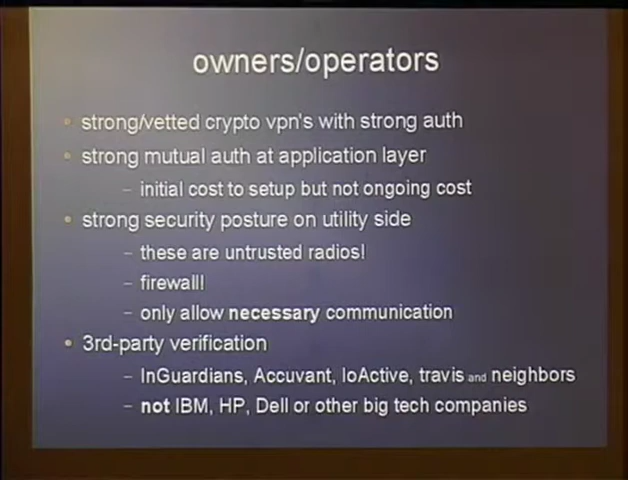 owners/operators
strong/vetted crypto vpn's with strong auth
strong mutual auth at application layer
– initial cost to setup but not ongoing cost
strong security posture on utility side
– these are untrusted radios!
– firewall!
– only allow necessary communication
3rd-party verification
– InGuardians, Accuvant, IoActive, travis and neighbors
– not IBM, HP, Dell or other big tech companies